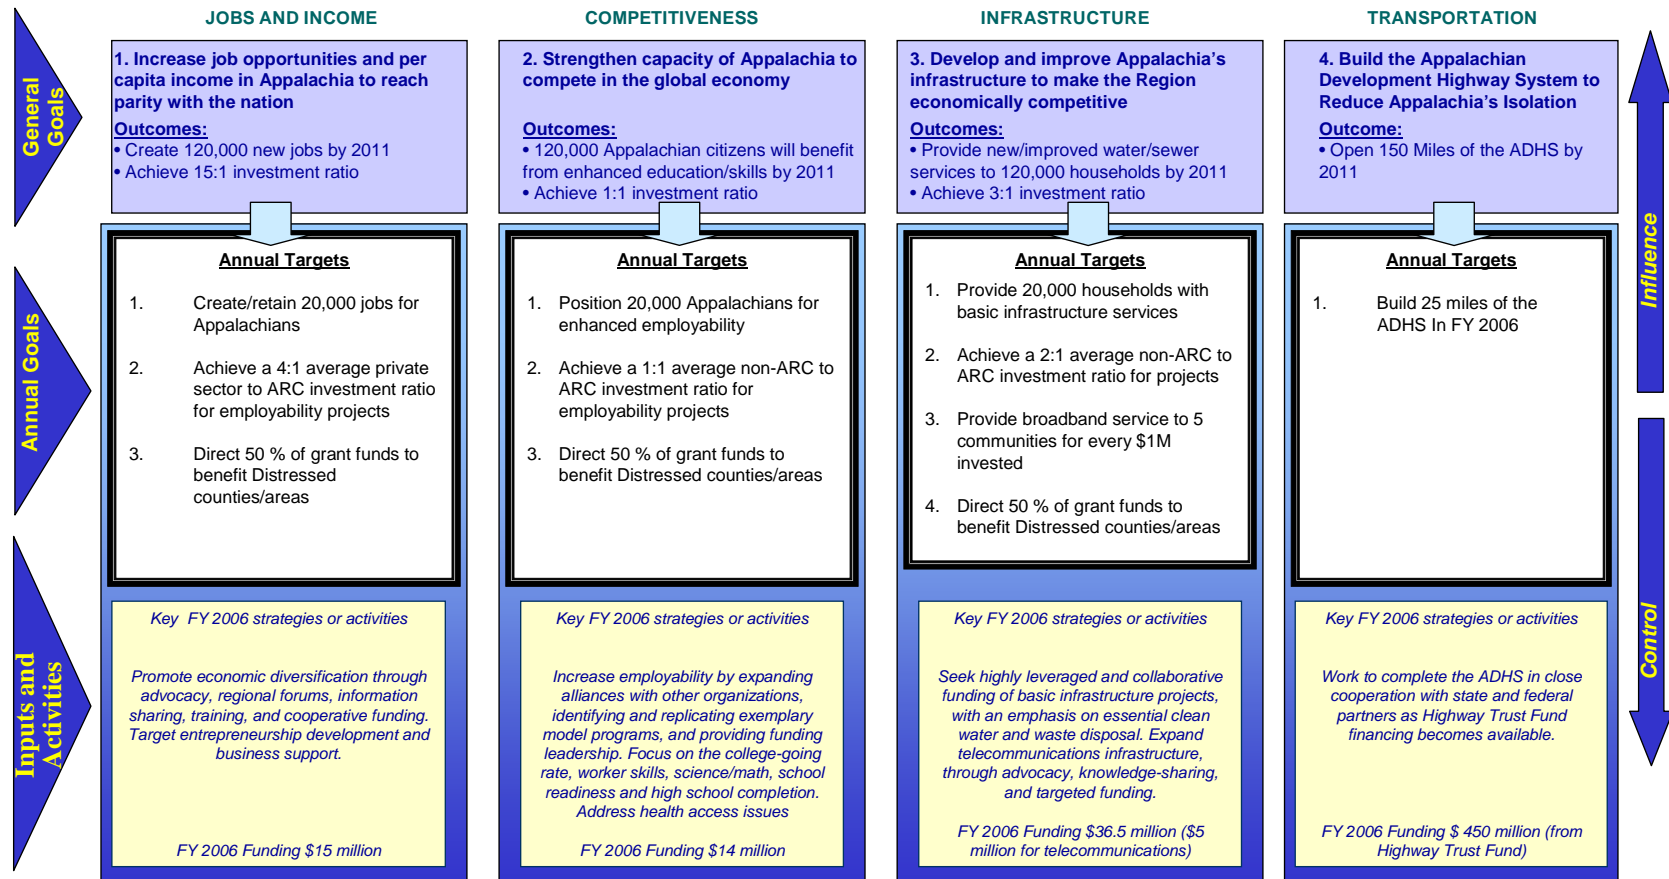 JOBS AND INCOME
COMPETITIVENESS
INFRASTRUCTURE
TRANSPORTATION
General
Goals
1. Increase job opportunities and per
capita income in Appalachia to reach
parity with the nation
Outcomes:
• Create 120,000 new jobs by 2011
• Achieve 15:1 investment ratio
2. Strengthen capacity of Appalachia to
compete in the global economy
Outcomes:
• 120,000 Appalachian citizens will benefit
from enhanced education/skills by 2011
• Achieve 1:1 investment ratio
3. Develop and improve Appalachia's
infrastructure to make the Region
economically competitive
Outcomes:
• Provide new/improved water/sewer
services to 120,000 households by 2011
• Achieve 3:1 investment ratio
4. Build the Appalachian
Development Highway System to
Reduce Appalachia's Isolation
Outcome:
• Open 150 Miles of the ADHS by
2011
Influence
Annual Goals
Annual Targets
1. Create/retain 20,000 jobs for
Appalachians
2. Achieve a 4:1 average private
sector to ARC investment ratio
for employability projects
3. Direct 50 % of grant funds to
benefit Distressed
counties/areas
Annual Targets
1. Position 20,000 Appalachians for
enhanced employability
2. Achieve a 1:1 average non-ARC to
ARC investment ratio for
employability projects
3. Direct 50 % of grant funds to
benefit Distressed counties/areas
Annual Targets
1. Provide 20,000 households with
basic infrastructure services
2. Achieve a 2:1 average non-ARC to
ARC investment ratio for projects
3. Provide broadband service to 5
communities for every $1M
invested
4. Direct 50 % of grant funds to
benefit Distressed counties/areas
Annual Targets
1. Build 25 miles of the
ADHS In FY 2006
Control
Inputs and
Activities
Key FY 2006 strategies or activities
Promote economic diversification through
advocacy, regional forums, information
sharing, training, and cooperative funding.
Target entrepreneurship development and
business support.
FY 2006 Funding $15 million
Key FY 2006 strategies or activities
Increase employability by expanding
alliances with other organizations,
identifying and replicating exemplary
model programs, and providing funding
leadership. Focus on the college-going
rate, worker skills, science/math, school
readiness and high school completion.
Address health access issues
FY 2006 Funding $14 million
Key FY 2006 strategies or activities
Seek highly leveraged and collaborative
funding of basic infrastructure projects,
with an emphasis on essential clean
water and waste disposal. Expand
telecommunications infrastructure,
through advocacy, knowledge-sharing,
and targeted funding.
FY 2006 Funding $36.5 million ($5
million for telecommunications)
Key FY 2006 strategies or activities
Work to complete the ADHS in close
cooperation with state and federal
partners as Highway Trust Fund
financing becomes available.
FY 2006 Funding $ 450 million (from
Highway Trust Fund)